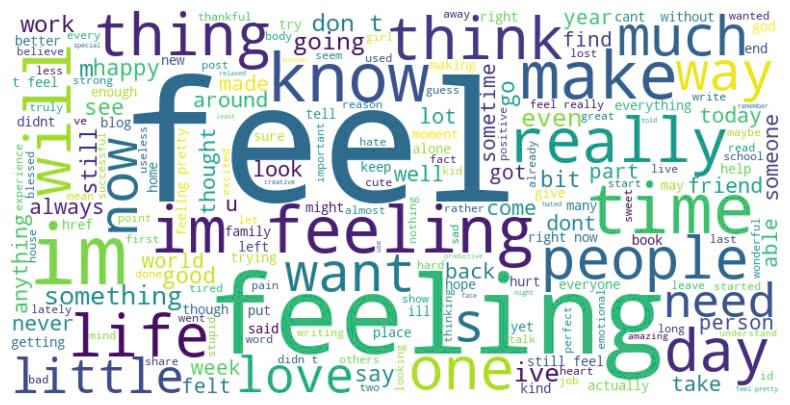 work
thing
thankful
try
body
don t
going
girl
think
away
right
seem
used
cant
much
without
year
find
wanted
god
end
better
every
believe
special
relaxed
less
strong
t feel
m
happy
new
post
making
lost
truly
enough
made
know
guess
make
way
feel really
everything
write
remember
will
im
didnt
ve
see
blog
around
feel
tell
reason
lot
sometime
go
positive
even
great
maybe
told
today
someone
now
still
home
useless
thought
sure
important
hate
moment
alone
fact
really
already
read
school
live
help
look
cute
keep
kid
well
got
bit
part
start
may
friend
creative
least
excited
feeling pretty
successful
mean
blessed
experience
anything
always
href
point
house
first
u
let
might
almost
nothing
rather
come
dont
give
many
sweet
time
able
wonderful
im feeling
family
left
trying
world
good
done
something
tired
though
pain
put
want
sad
productive
hard
back
hope
hurt
right now
book
last
people
everyone
leave
started
need
never
lately
went
said
life
stupid
word
writing
place
ill
show
feeling
thinking
yet
perfect
emotional
person
long
amazing
understand
getting
mind
share
week
didn t
others
looking
talk
face
night
still feel
actually
day
little
bad
felt
love
two
say
one
ive
kind
heart
job
take
id
feel pretty
hated